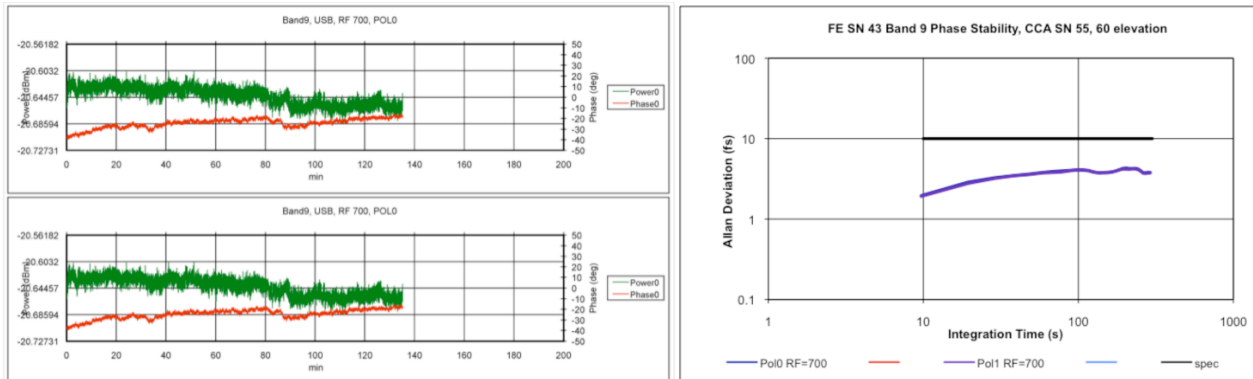 Band9, USB, RF 700, POL0
-20.56182
-20.6032
-20.64457
-20.68594
-20.72731
Power (dBm)
50
40
30
20
10
0
-10
-20
-30
-40
-50
Phase (deg)
Power0
Phase0
0 20 40 60 80 100 120 140 160 180 200
min
Band9, USB, RF 700, POL0
-20.56182
-20.6032
-20.64457
-20.68594
-20.72731
Power (dBm)
50
40
30
20
10
0
-10
-20
-30
-40
-50
Phase (deg)
Power0
Phase0
0 20 40 60 80 100 120 140 160 180 200
min
FE SN 43 Band 9 Phase Stability, CCA SN 55, 60 elevation
100
10
1
0.1
Allan Deviation (fs)
1 10 100 1000
Integration Time (s)
Pol0 RF=700 Pol1 RF=700 spec